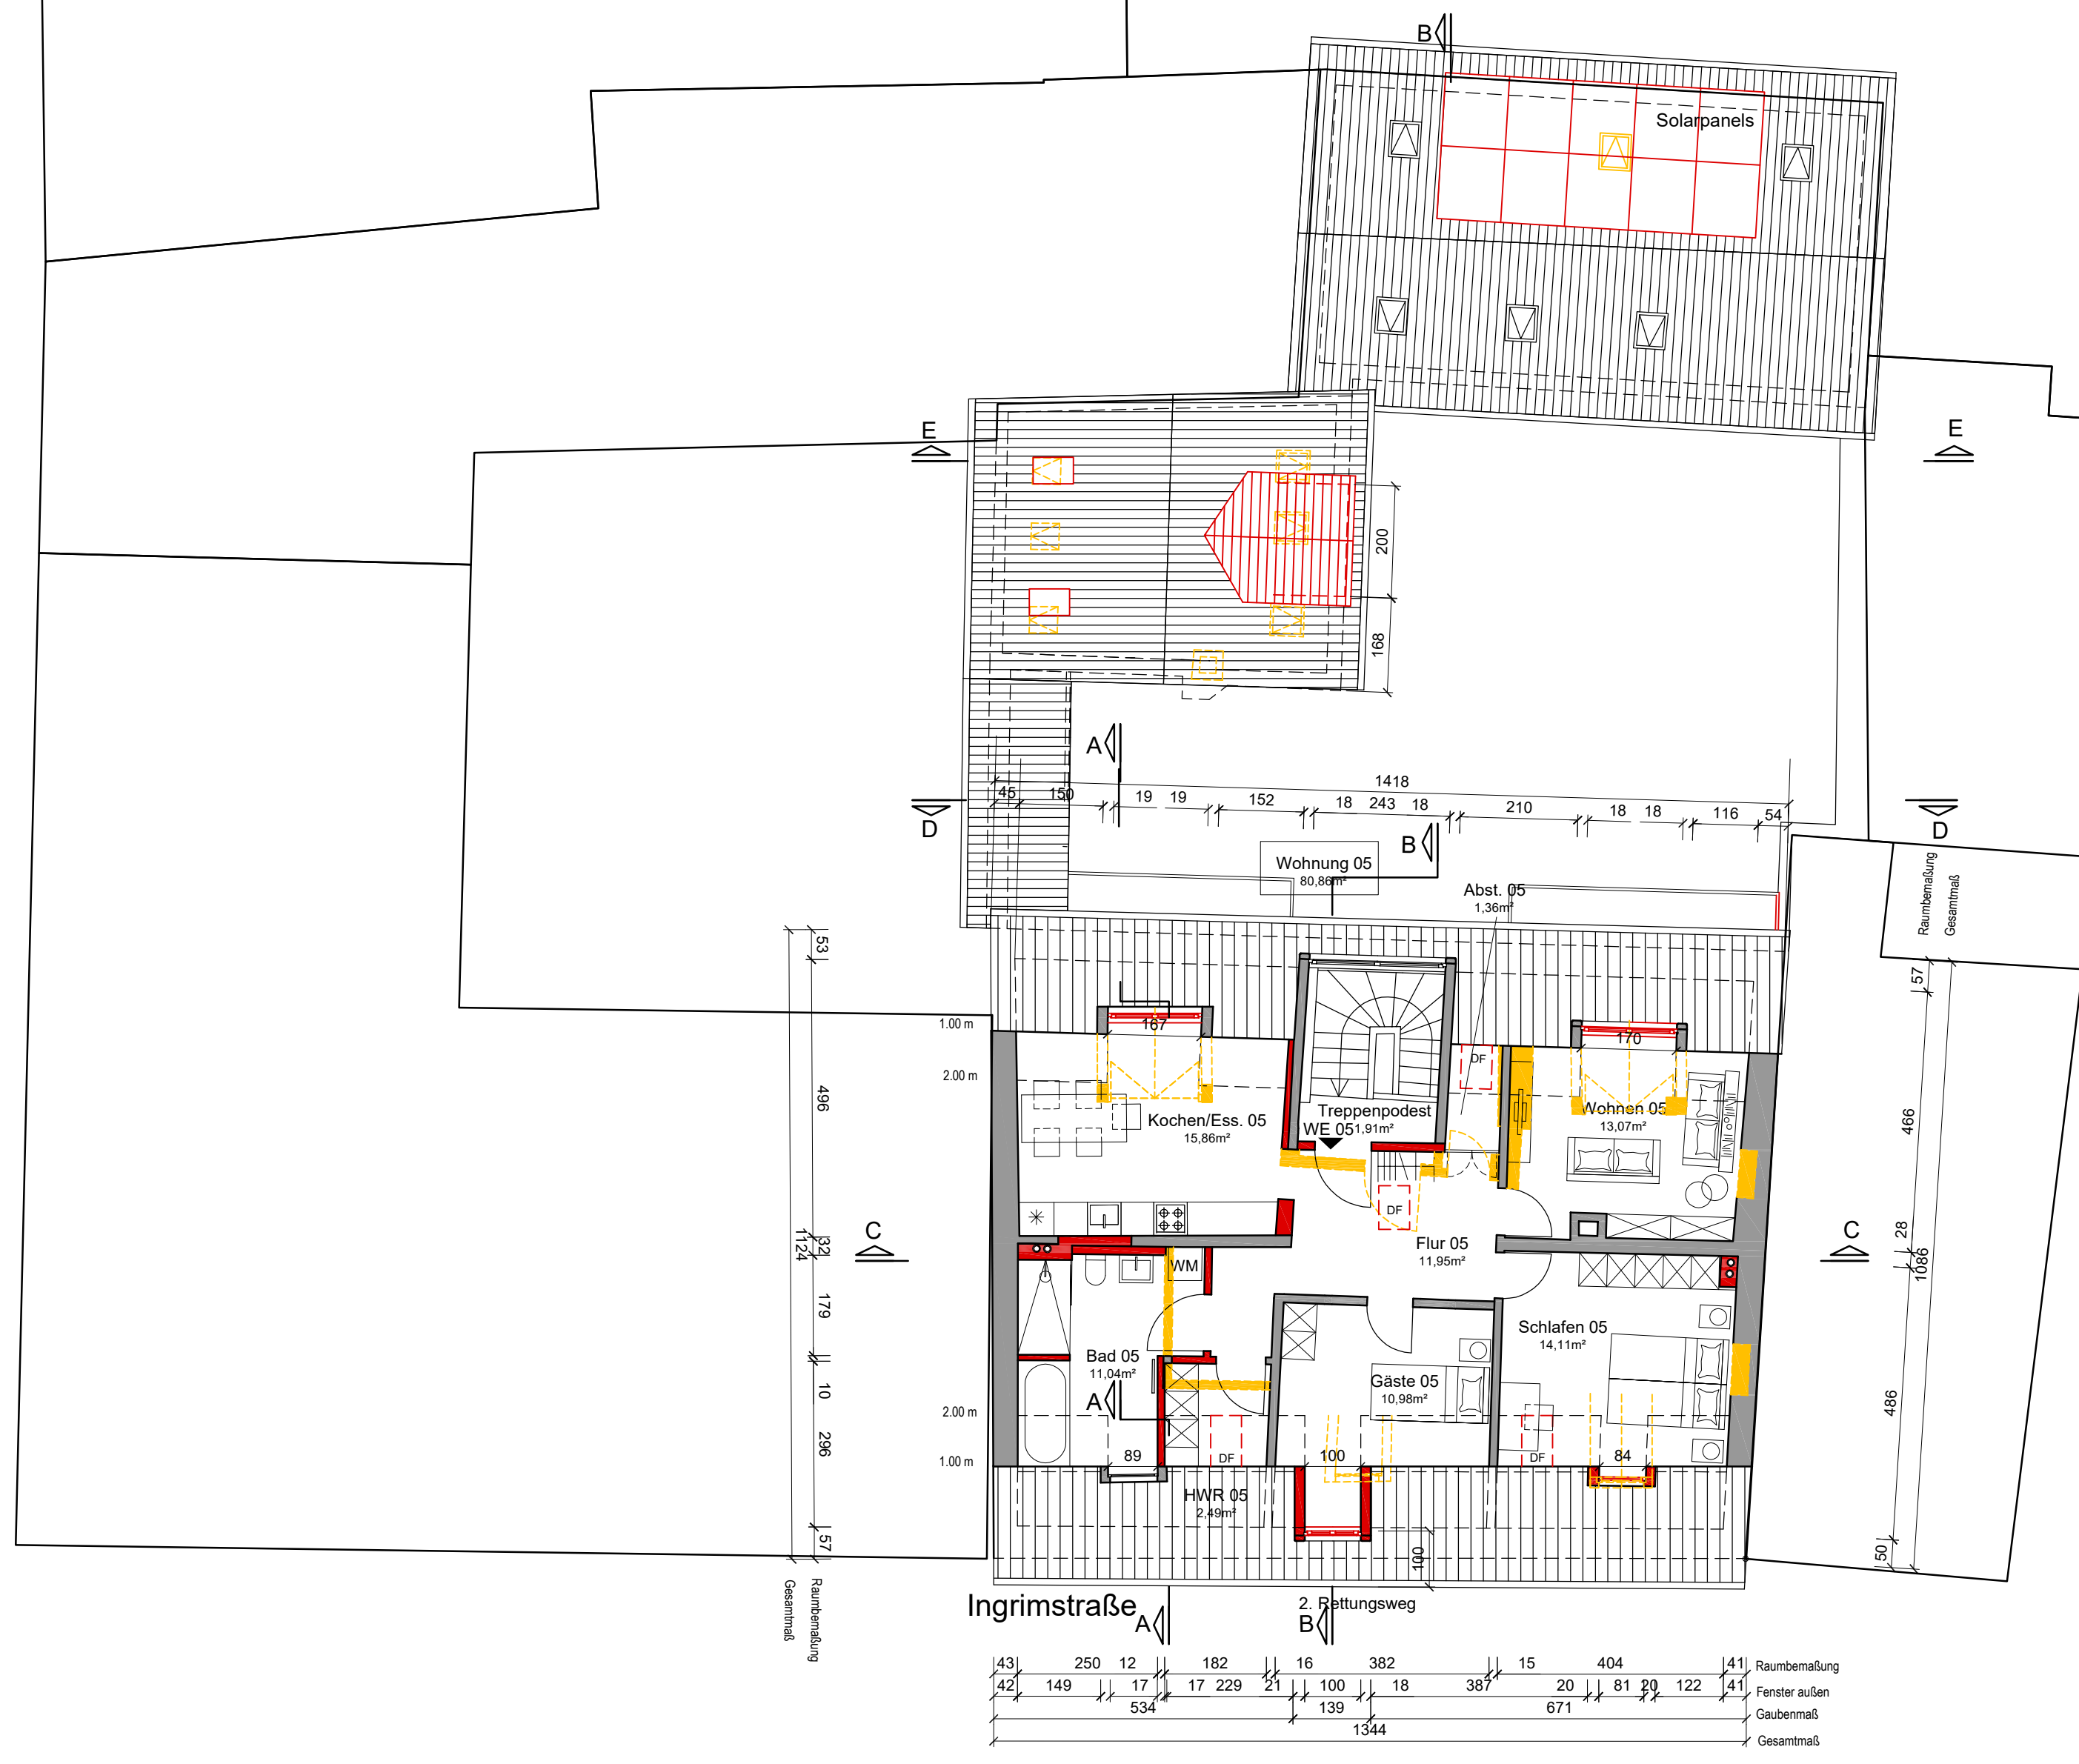 B
Solarpanels
E
E
200
168
A
1418
45
150
19
19
152
18
243
18
210
18
18
116
54
D
D
B
Wohnung 05
80,86m²
Abst. 05
1,36m²
Raumbemaßung
Gesamtmaß
53
57
1.00 m
167
170
DF
2.00 m
496
Kochen/Ess. 05
15,86m²
Treppenpodest
WE 05
1,91m²
Wohnen 05
13,07m²
466
DF
C
C
Flur 05
11,95m²
1124
32
28
1086
WM
179
Schlafen 05
14,11m²
Bad 05
11,04m²
Gäste 05
10,98m²
10
A
486
2.00 m
296
1.00 m
89
DF
100
DF
84
HWR 05
2,49m²
57
100
50
Gesamtmaß
Raumbemaßung
Ingrimstraße
2. Rettungsweg
A
B
43
250
12
182
16
382
15
404
41
Raumbemaßung
42
149
17
17
229
21
100
18
387
20
81
20
122
41
Fenster außen
534
139
671
Gaubenmaß
1344
Gesamtmaß